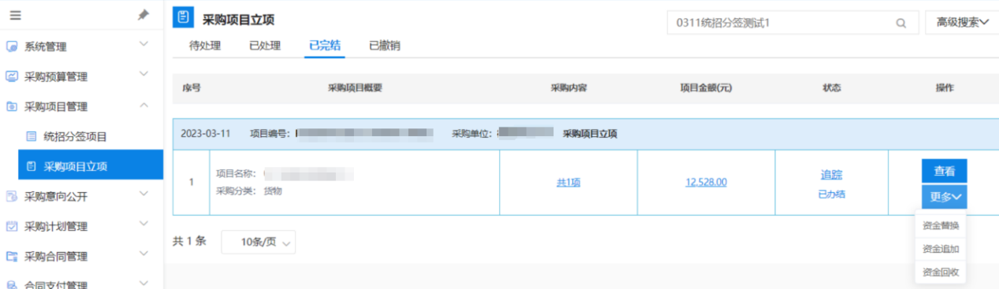 采购项目立项
0311统招分签测试1
高级搜索
待处理 已处理 已完结 已撤销
系统管理
采购预算管理
采购项目管理
统招分签项目
采购项目立项
采购意向公开
采购计划管理
采购合同管理
合同支付管理
序号 采购项目概要 采购内容 项目金额(元) 状态 操作
2023-03-11 项目编号: 采购单位: 采购项目立项
1
项目名称:
采购分类: 货物
共1项
12,528.00
追踪
已办结
查看
更多
资金替换
资金追加
资金回收
共 1 条 10条/页